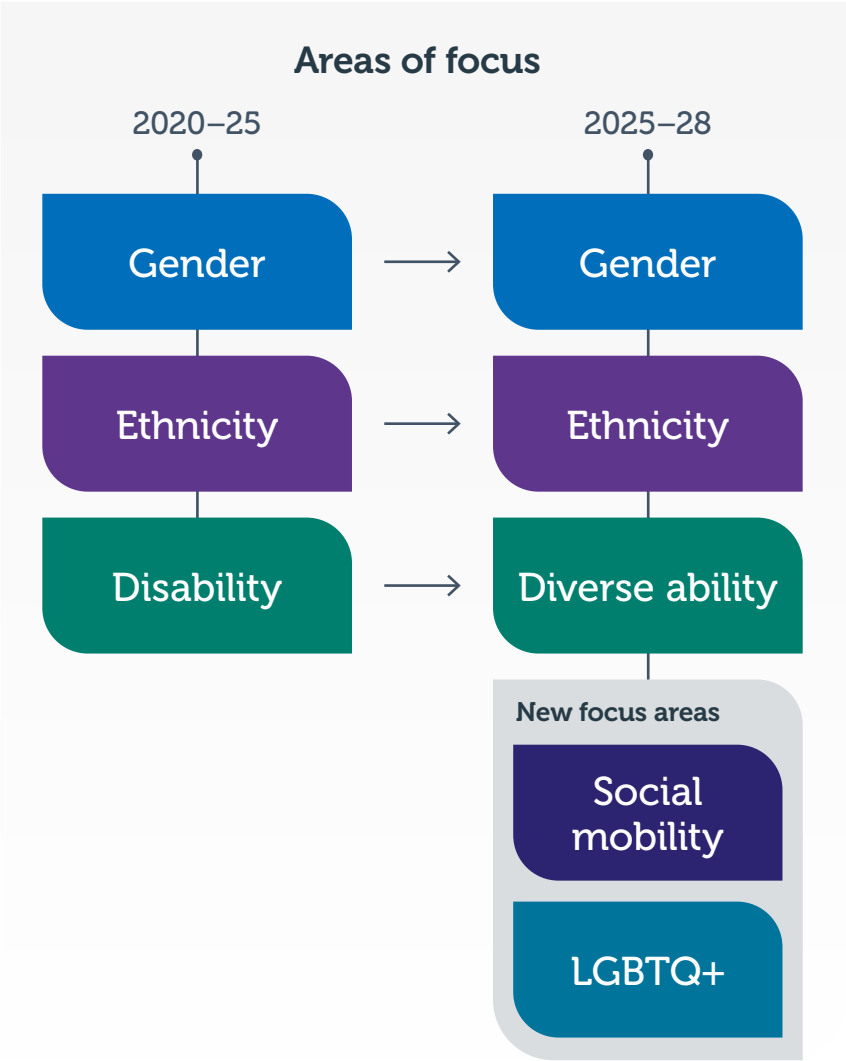 Areas of focus
2020–25
2025–28
Gender
Gender
Ethnicity
Ethnicity
Disability
Diverse ability
New focus areas
Social
mobility
LGBTQ+